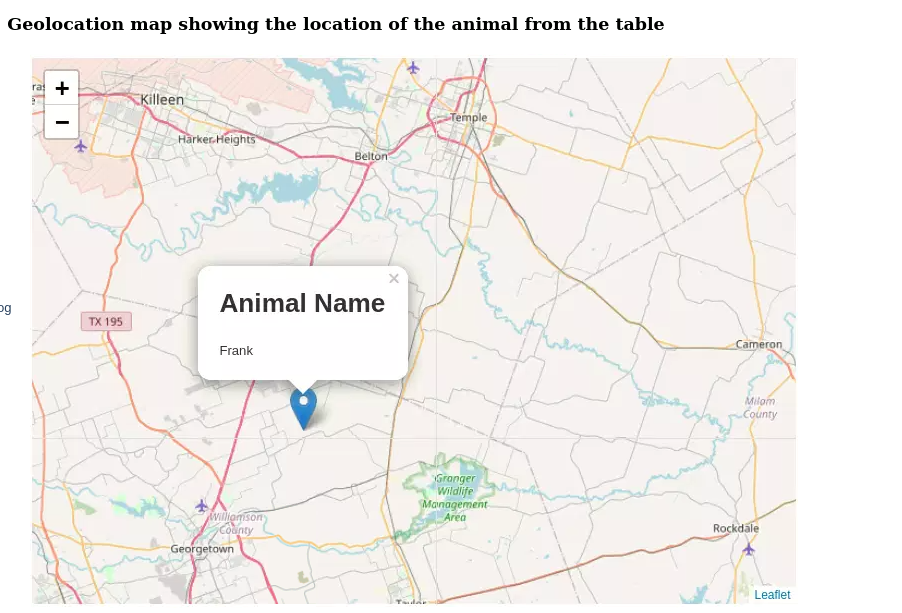 Geolocation map showing the location of the animal from the table
+
−
Killeen
Harker Heights
Temple
Belton
×
Animal Name
Frank
TX 195
og
Cameron
Milam
County
Granger
Wildlife
Management
Area
Williamson
County
Georgetown
Rockdale
Taylor
Leaflet